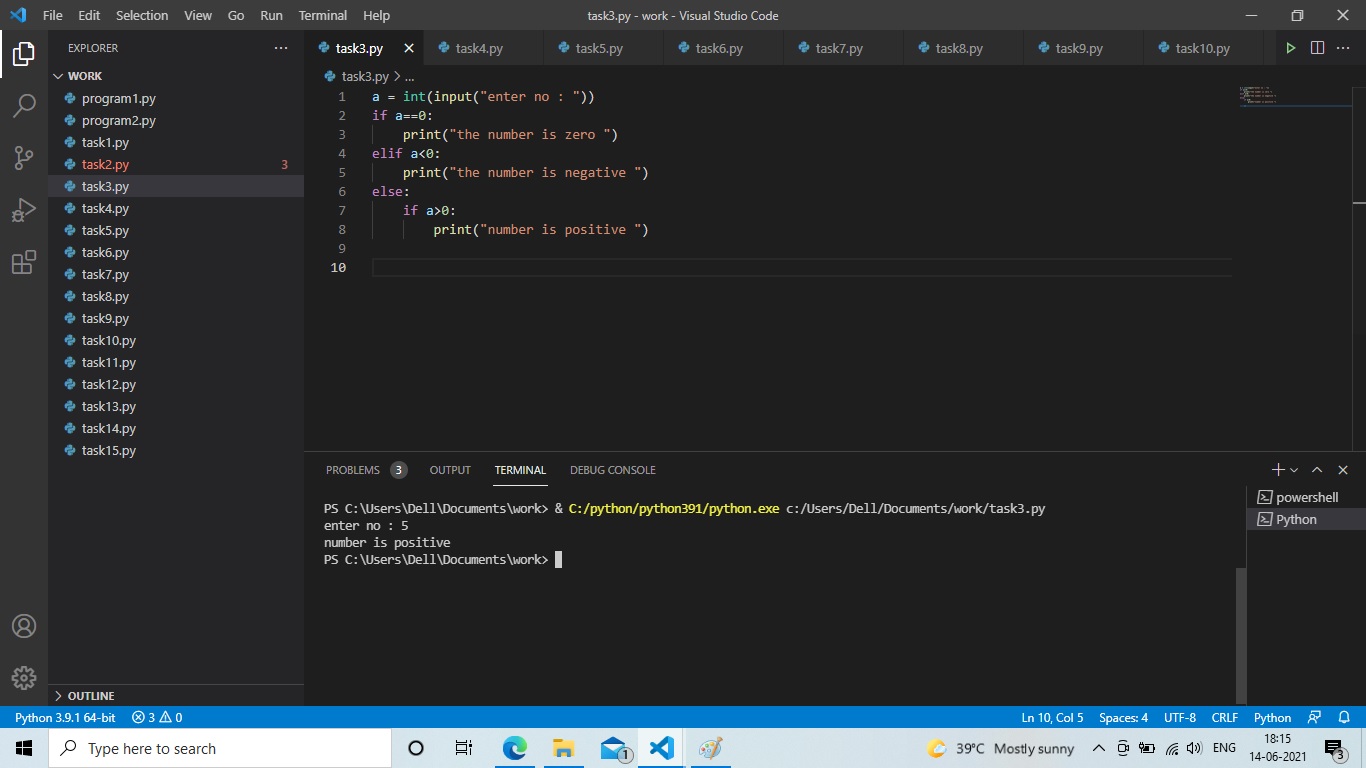 File Edit Selection View Go Run Terminal Help
task3.py - work - Visual Studio Code
EXPLORER
WORK
program1.py
program2.py
task1.py
task2.py 3
task3.py
task4.py
task5.py
task6.py
task7.py
task8.py
task9.py
task10.py
task11.py
task12.py
task13.py
task14.py
task15.py
OUTLINE
task3.py task4.py task5.py task6.py task7.py task8.py task9.py task10.py
task3.py > ...
1 a = int(input("enter no : "))
2 if a==0:
3     print("the number is zero ")
4 elif a<0:
5     print("the number is negative ")
6 else:
7     if a>0:
8         print("number is positive ")
9
10
PROBLEMS 3 OUTPUT TERMINAL DEBUG CONSOLE
PS C:\Users\Dell\Documents\work> & C:/python/python391/python.exe c:/Users/Dell/Documents/work/task3.py
enter no : 5
number is positive
PS C:\Users\Dell\Documents\work>
powershell
Python
Python 3.9.1 64-bit 3 0 Ln 10, Col 5 Spaces: 4 UTF-8 CRLF Python
Type here to search
1
39°C Mostly sunny
ENG
18:15
14-06-2021
3